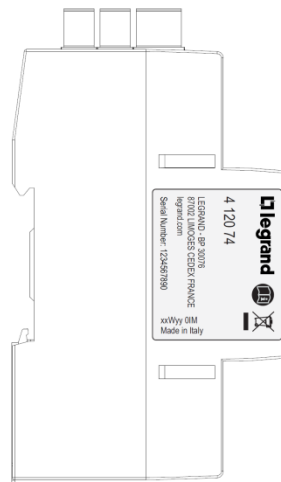 legrand
4 120 74
LEGRAND - BP 30076
87002 LIMOGES CEDEX FRANCE
legrand.com
Serial Number: 1234567890
xxWyy 0IM
Made in Italy